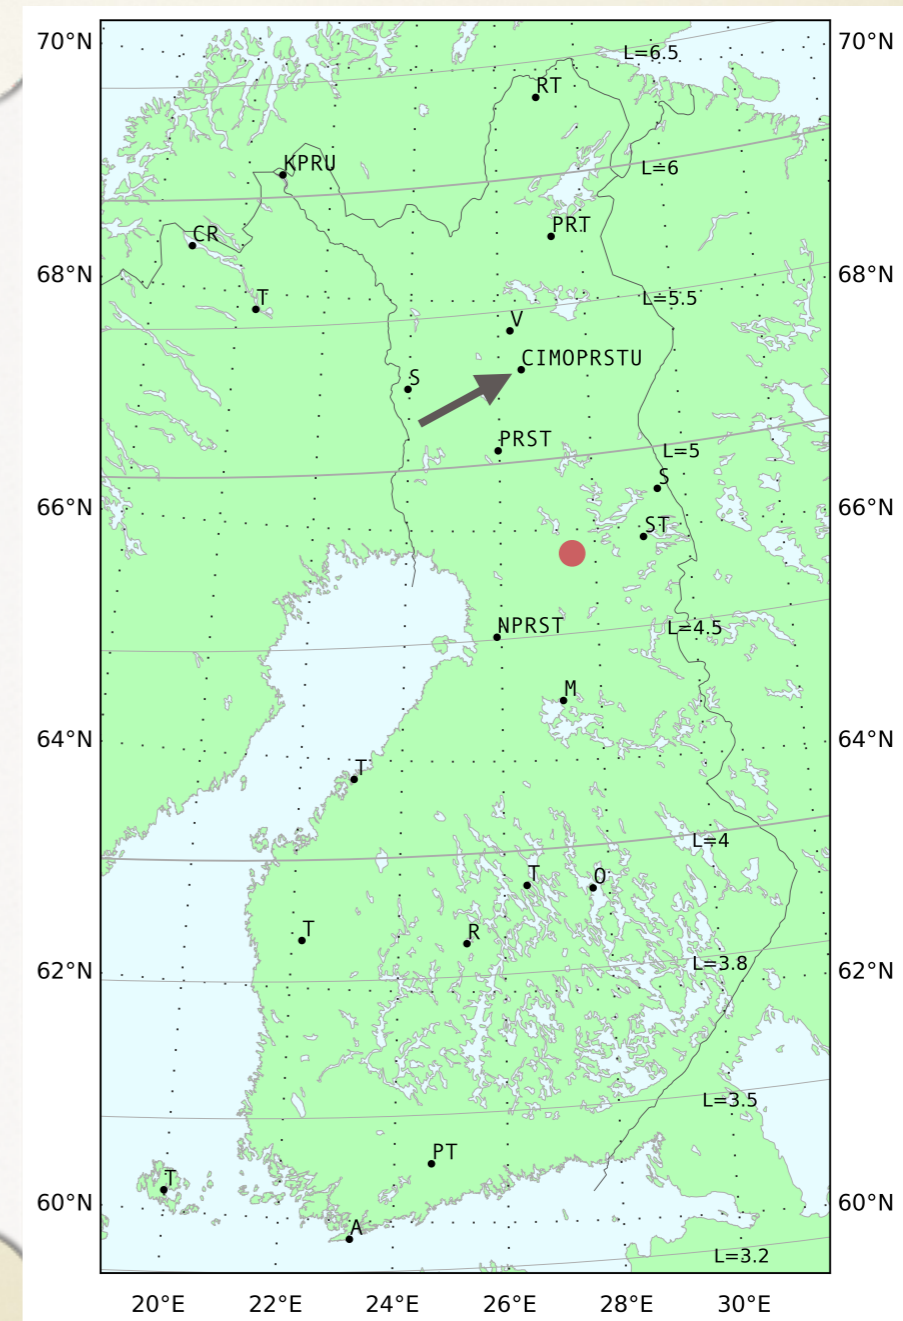 70°N 70°N
L=6.5
RT
KPRU
L=6
PRT
CR
68°N 68°N
T
L=5.5
V
CIMOPRSTU
S
PRST
L=5
S
66°N 66°N
ST
NPRST
L=4.5
M
64°N 64°N
T
L=4
T
O
T
R
L=3.8
62°N 62°N
L=3.5
PT
T
60°N 60°N
A
L=3.2
20°E 22°E 24°E 26°E 28°E 30°E